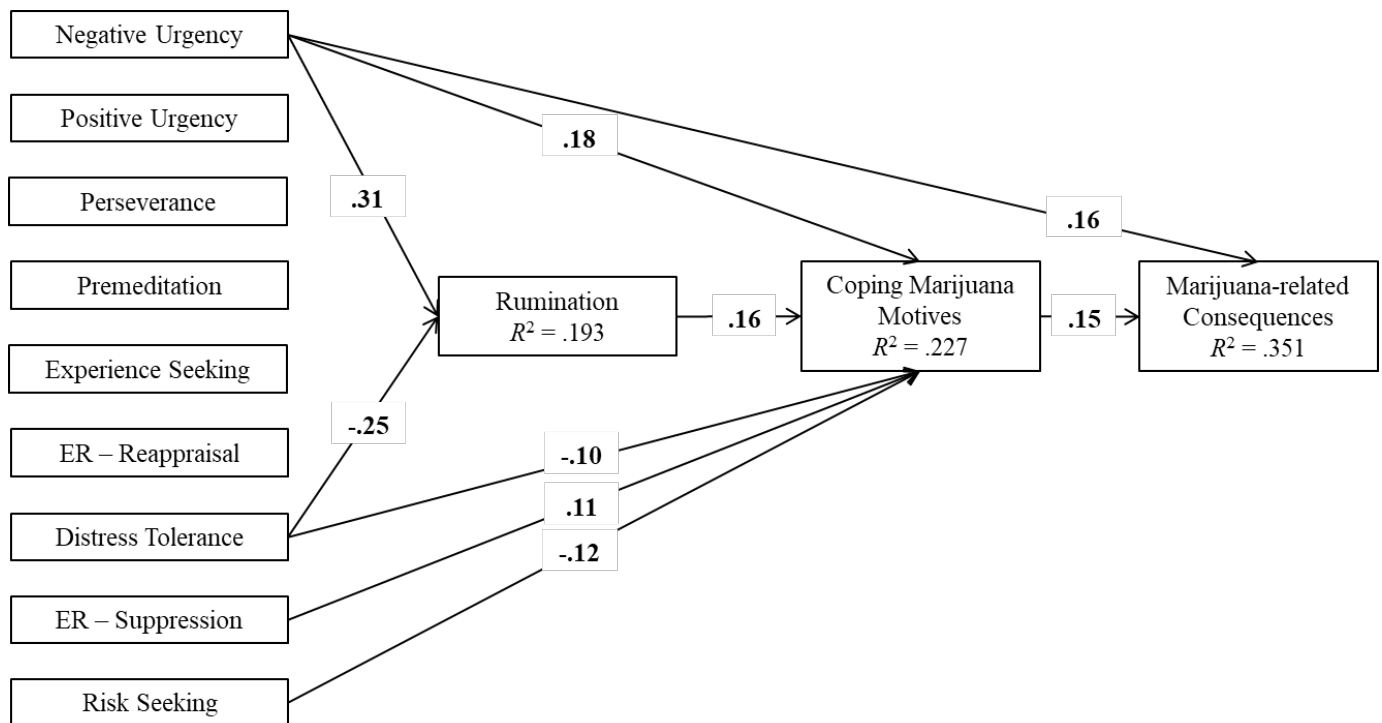 Negative Urgency
Positive Urgency
.18
Perseverance
.31
.16
Premeditation
Rumination
R² = .193
.16
Coping Marijuana
Motives
R² = .227
.15
Marijuana-related
Consequences
R² = .351
Experience Seeking
-.25
ER – Reappraisal
-.10
Distress Tolerance
.11
-.12
ER – Suppression
Risk Seeking